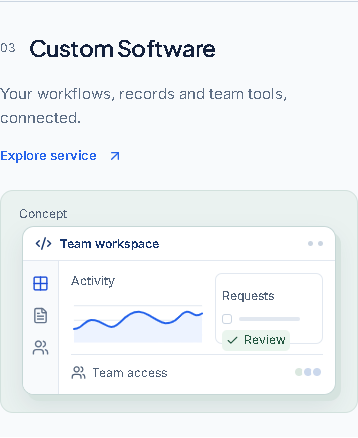 03 Custom Software
Your workflows, records and team tools,
connected.
Explore service
Concept
Team workspace
Activity
Requests
Review
Team access